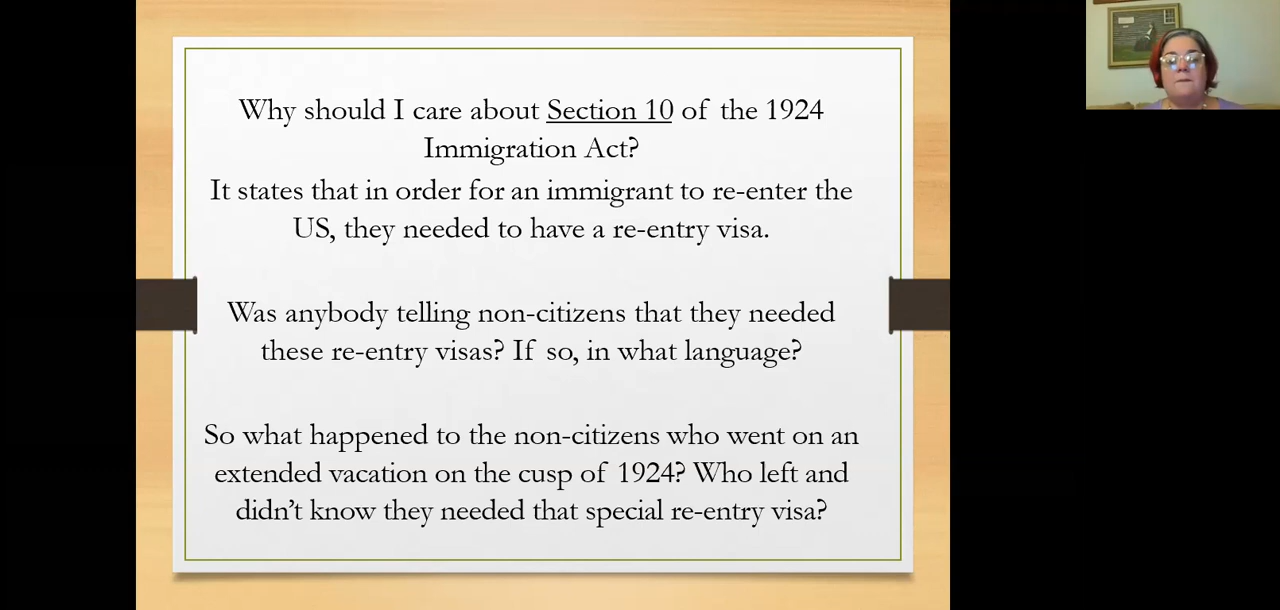 Why should I care about Section 10 of the 1924
Immigration Act?
It states that in order for an immigrant to re-enter the
US, they needed to have a re-entry visa.
Was anybody telling non-citizens that they needed
these re-entry visas? If so, in what language?
So what happened to the non-citizens who went on an
extended vacation on the cusp of 1924? Who left and
didn’t know they needed that special re-entry visa?